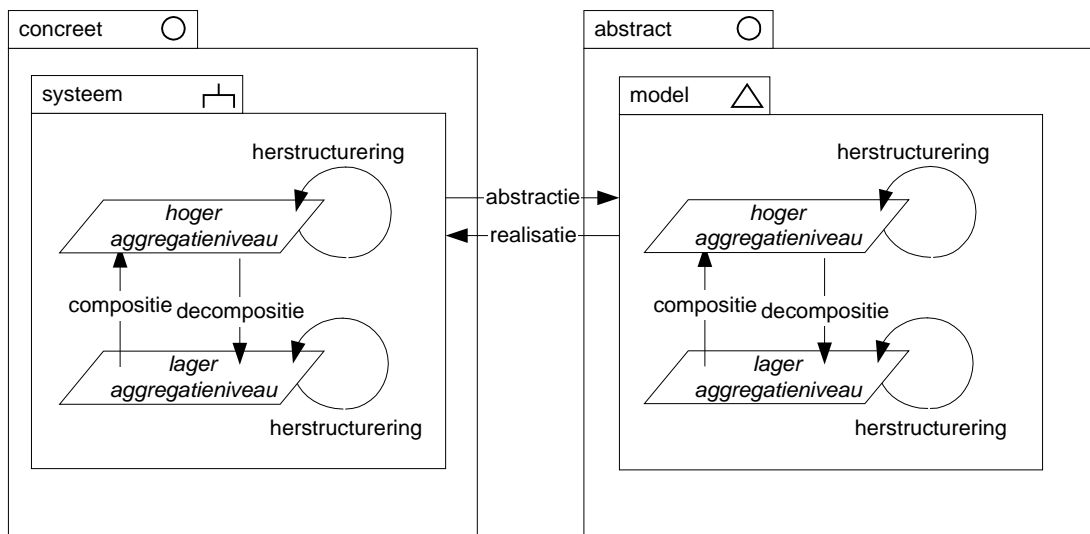 concreet
systeem
herstructurering
hoger
aggregatieniveau
compositie
decompositie
lager
aggregatieniveau
herstructurering
abstractie
realisatie
abstract
model
herstructurering
hoger
aggregatieniveau
compositie
decompositie
lager
aggregatieniveau
herstructurering